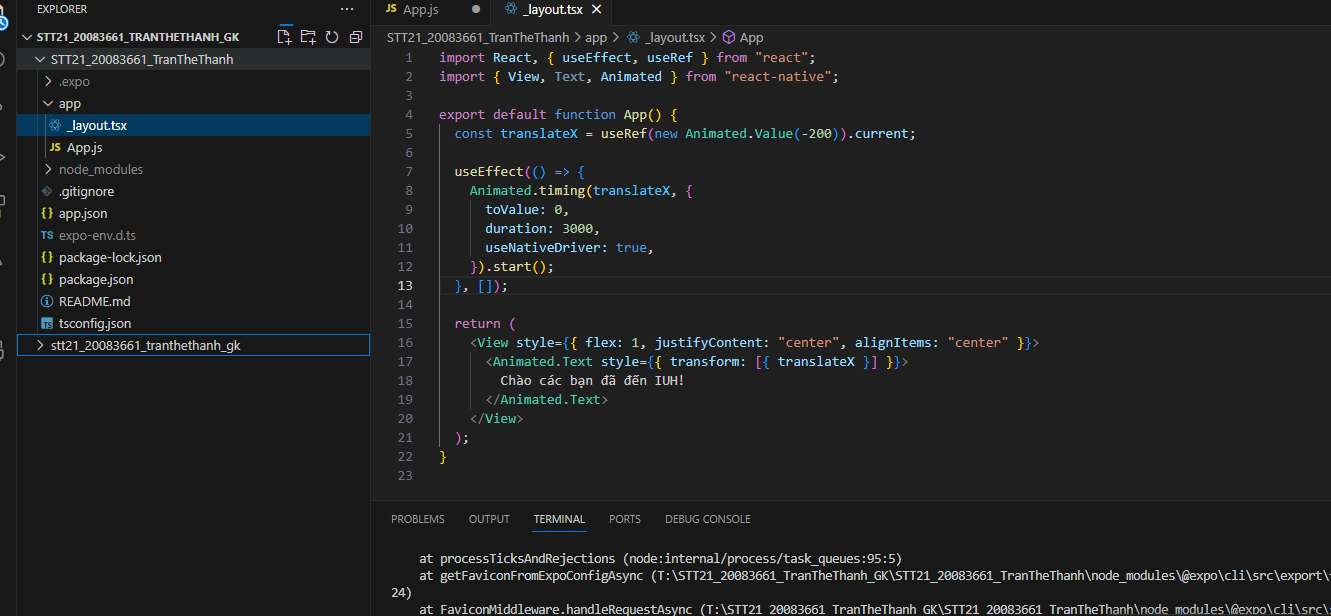 EXPLORER
STT21_20083661_TRANTHETHANH_GK
STT21_20083661_TranTheThanh
.expo
app
_layout.tsx
JS App.js
node_modules
.gitignore
{} app.json
TS expo-env.d.ts
{} package-lock.json
{} package.json
README.md
tsconfig.json
stt21_20083661_tranthethanh_gk
JS App.js
_layout.tsx
STT21_20083661_TranTheThanh > app > _layout.tsx > App
1 import React, { useEffect, useRef } from "react";
2 import { View, Text, Animated } from "react-native";
3
4 export default function App() {
5 const translateX = useRef(new Animated.Value(-200)).current;
6
7 useEffect(() => {
8 Animated.timing(translateX, {
9 toValue: 0,
10 duration: 3000,
11 useNativeDriver: true,
12 }).start();
13 }, []);
14
15 return (
16 <View style={{ flex: 1, justifyContent: "center", alignItems: "center" }}>
17 <Animated.Text style={{ transform: [{ translateX }] }}>
18 Chào các bạn đã đến IUH!
19 </Animated.Text>
20 </View>
21 );
22 }
23
PROBLEMS OUTPUT TERMINAL PORTS DEBUG CONSOLE
at processTicksAndRejections (node:internal/process/task_queues:95:5)
at getFaviconFromExpoConfigAsync (T:\STT21_20083661_TranTheThanh_GK\STT21_20083661_TranTheThanh\node_modules\@expo\cli\src\export\
24)
at FaviconMiddleware.handleRequestAsync (T:\STT21_20083661_TranTheThanh_GK\STT21_20083661_TranTheThanh\node_modules\@expo\cli\src\